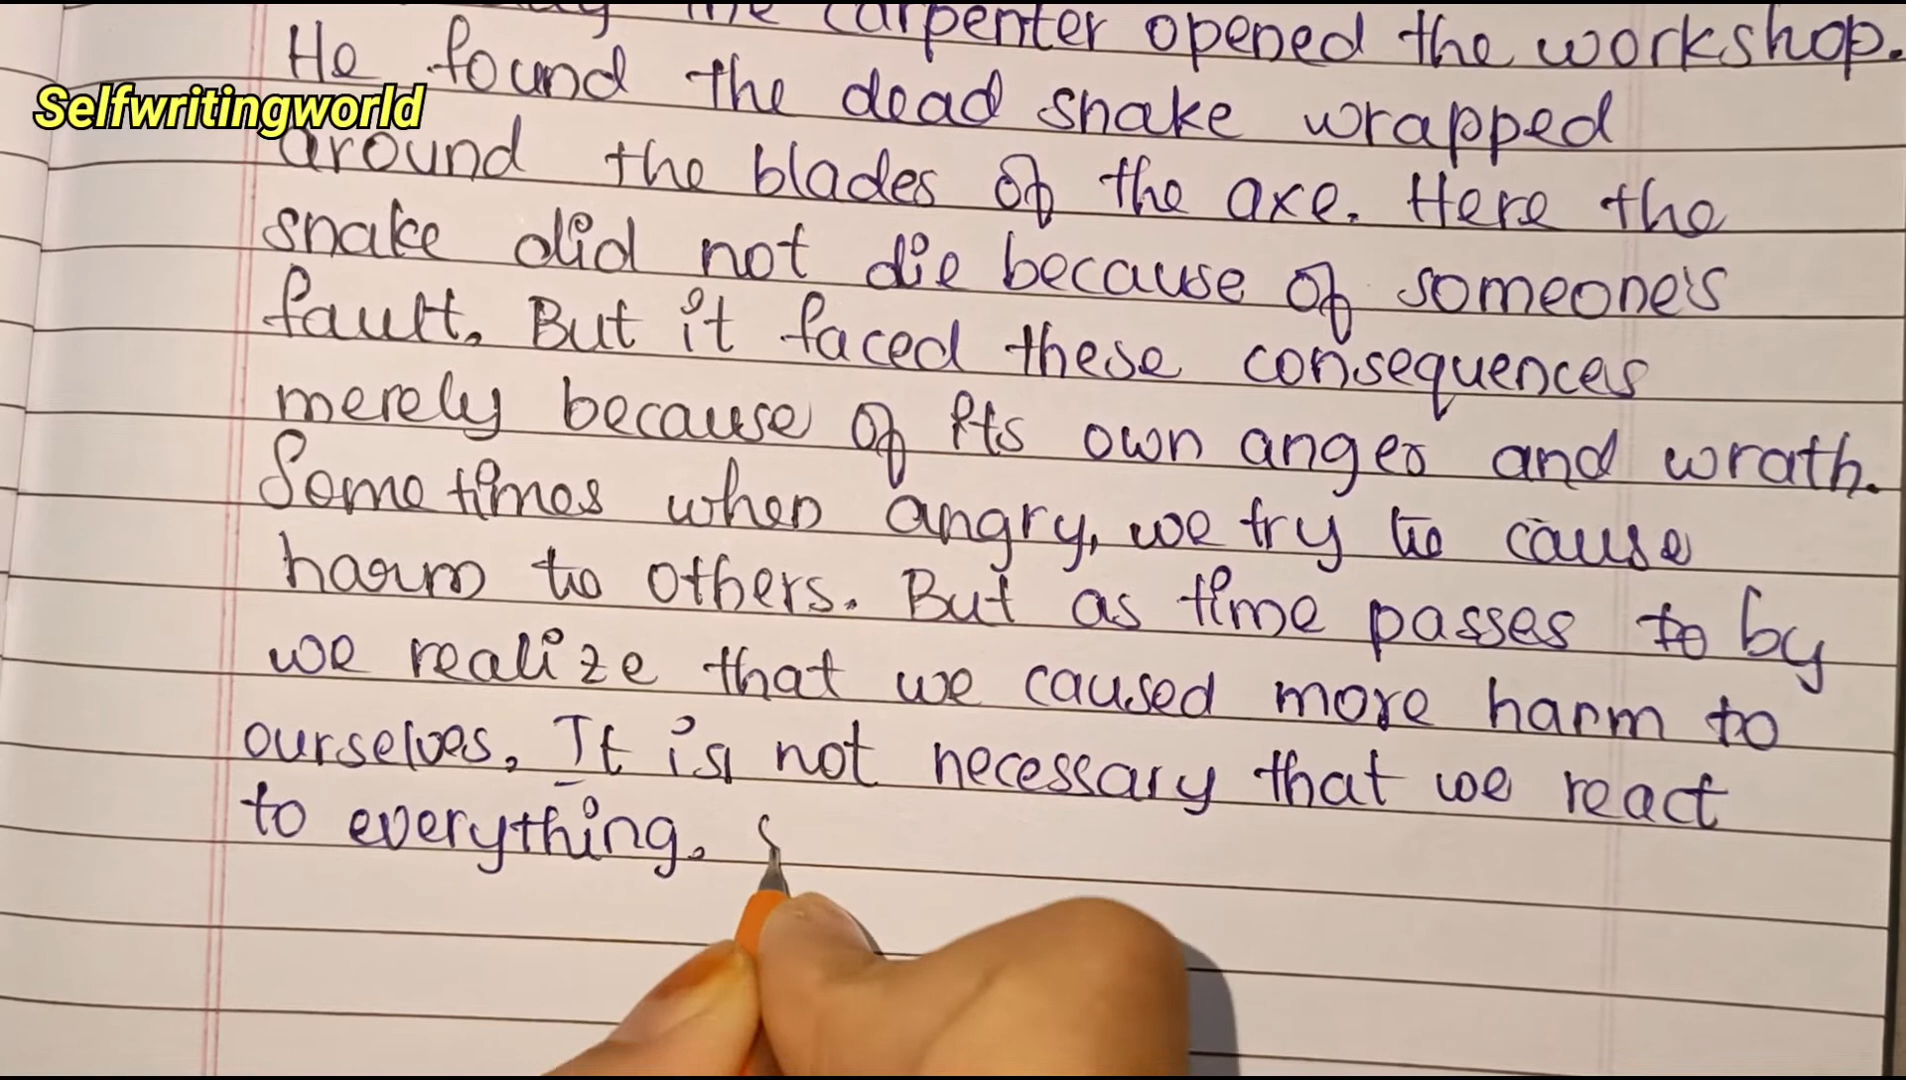 the carpenter opened the workshop.
He found the dead snake wrapped
Selfwritingworld
around the blades of the axe. Here the
snake did not die because of someone's
fault. But it faced these consequences
merely because of its own anger and wrath.
Sometimes when angry, we try to cause
harm to others. But as time passes to by
we realize that we caused more harm to
ourselves. It is not necessary that we react
to everything. S